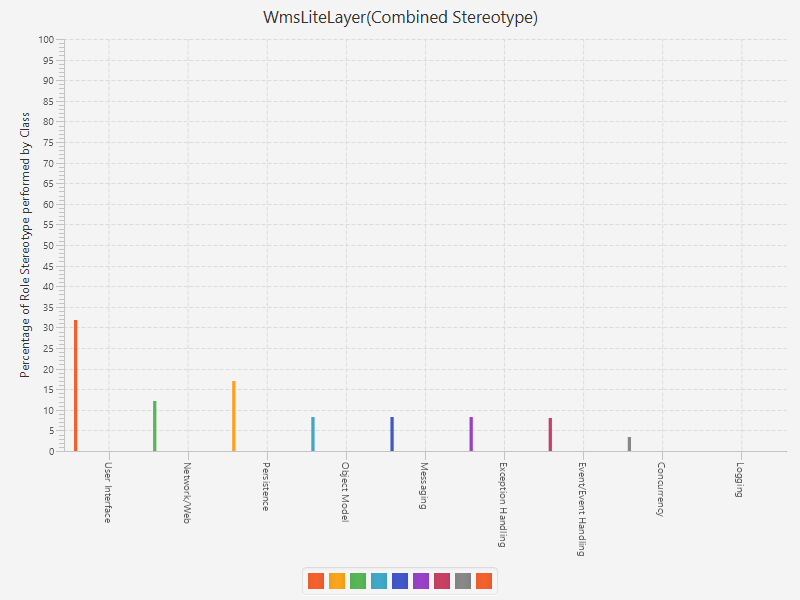 WmsLiteLayer(Combined Stereotype)
Percentage of Role Stereotype performed by Class
100
95
90
85
80
75
70
65
60
55
50
45
40
35
30
25
20
15
10
5
0
User Interface
Network/Web
Persistence
Object Model
Messaging
Exception Handling
Event/Event Handling
Concurrency
Logging